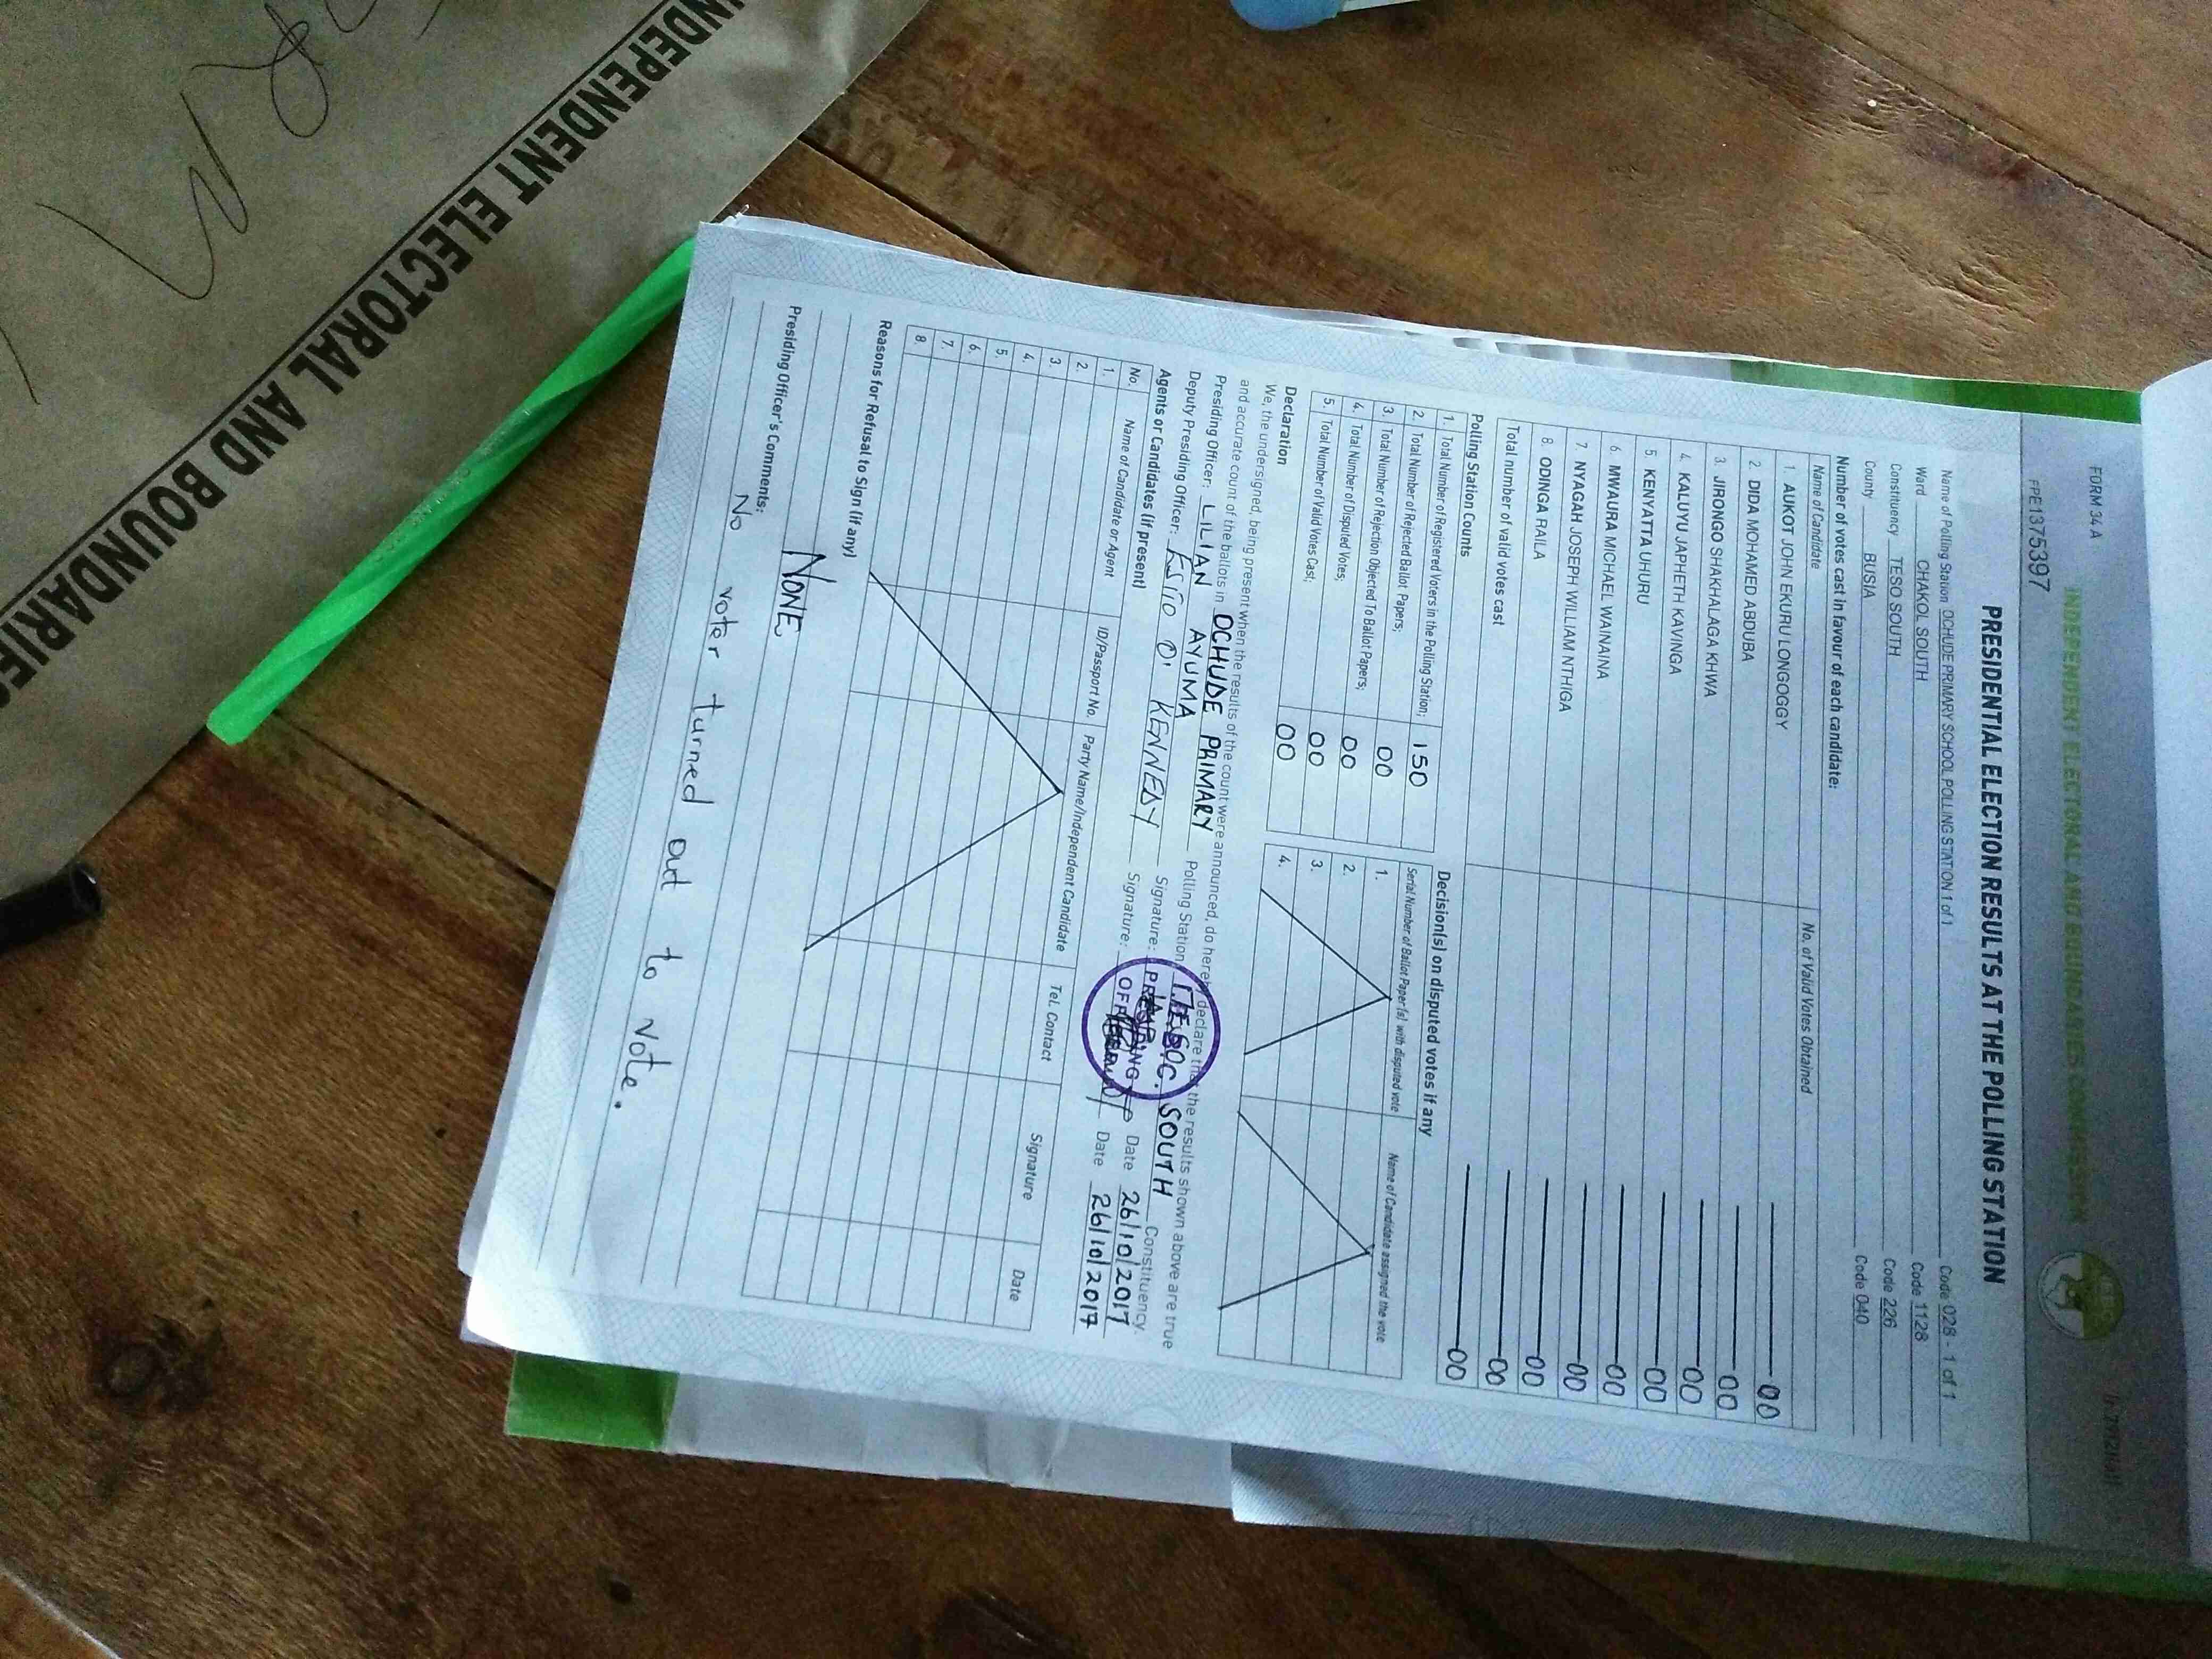 FORM 34 A
INDEPENDENT ELECTORAL AND BOUNDARIES COMMISSION
FPE1375397
PRESIDENTIAL ELECTION RESULTS AT THE POLLING STATION
Name of Polling Station OCHUDE PRIMARY SCHOOL POLLING STATION 1 of 1 Code 028 - 1 of 1
Ward CHAKOL SOUTH Code 1128
Constituency TESO SOUTH Code 226
County BUSIA Code 040
Number of votes cast in favour of each candidate:
Name of Candidate No. of Valid Votes Obtained
1. AUKOT JOHN EKURU LONGOGGY 00
2. DIDA MOHAMED ABDUBA 00
3. JIRONGO SHAKHALAGA KHWA 00
4. KALUYU JAPHETH KAVINGA 00
5. KENYATTA UHURU 00
6. MWAURA MICHAEL WAINAINA 00
7. NYAGAH JOSEPH WILLIAM NTHIGA 00
8. ODINGA RAILA 00
Total number of valid votes cast 00
Polling Station Counts
1. Total Number of Registered Voters in the Polling Station; 150
2. Total Number of Rejected Ballot Papers; 00
3. Total Number of Rejection Objected To Ballot Papers; 00
4. Total Number of Disputed Votes; 00
5. Total Number of Valid Votes Cast; 00
Decision(s) on disputed votes if any
Serial Number of Ballot Paper(s) with disputed vote Name of Candidate assigned the vote
1.
2.
3.
4.
Declaration
We, the undersigned, being present when the results of the count were announced, do hereby declare that the results shown above are true
and accurate count of the ballots in OCHUDE PRIMARY Polling Station, TESO SOUTH Constituency.
Presiding Officer: LILIAN AYUMA Signature: Date 26/10/2017
Deputy Presiding Officer: O' KENNEDY Signature: Date 26/10/2017
PRESIDING
Agents or Candidates (if present)
No. Name of Candidate or Agent ID/Passport No. Party Name/Independent Candidate Tel. Contact Signature Date
1.
2.
3.
4.
5.
6.
7.
8.
Reasons for Refusal to Sign (if any)
NONE
Presiding Officer's Comments:
No voter turned out to vote.
INDEPENDENT ELECTORAL AND BOUNDARIES